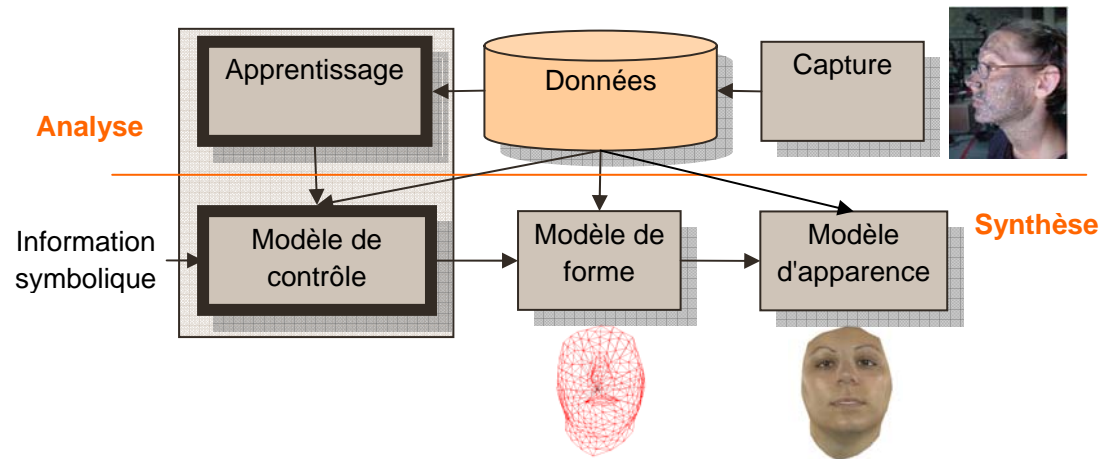 Apprentissage
Données
Capture
Analyse
Synthèse
Information
symbolique
Modèle de
contrôle
Modèle de
forme
Modèle
d'apparence